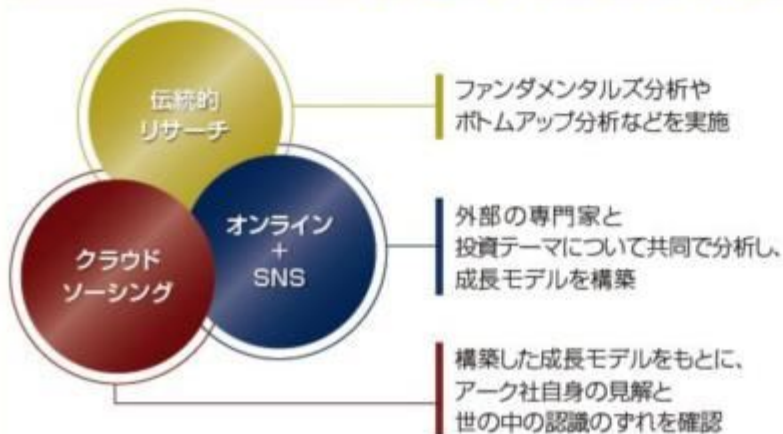 伝統的
リサーチ
ファンダメンタルズ分析や
ボトムアップ分析などを実施
オンライン
+
SNS
外部の専門家と
投資テーマについて共同で分析し、
成長モデルを構築
クラウド
ソーシング
構築した成長モデルをもとに、
アーク社自身の見解と
世の中の認識のずれを確認